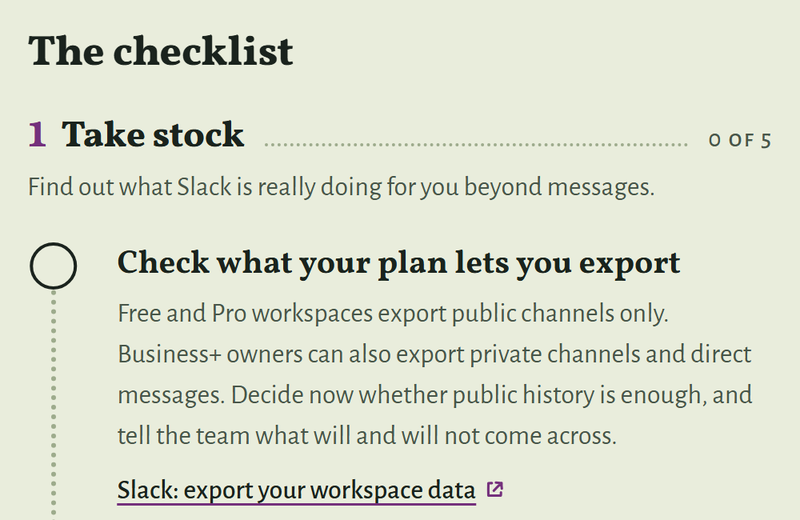 The checklist
1 Take stock 0 OF 5
Find out what Slack is really doing for you beyond messages.
Check what your plan lets you export
Free and Pro workspaces export public channels only.
Business+ owners can also export private channels and direct
messages. Decide now whether public history is enough, and
tell the team what will and will not come across.
Slack: export your workspace data